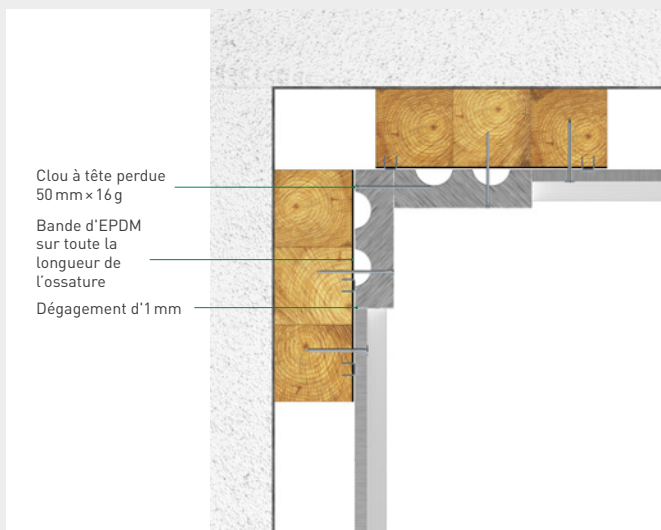 Clou à tête perdue
50 mm × 16 g
Bande d'EPDM
sur toute la
longueur de
l’ossature
Dégagement d'1 mm